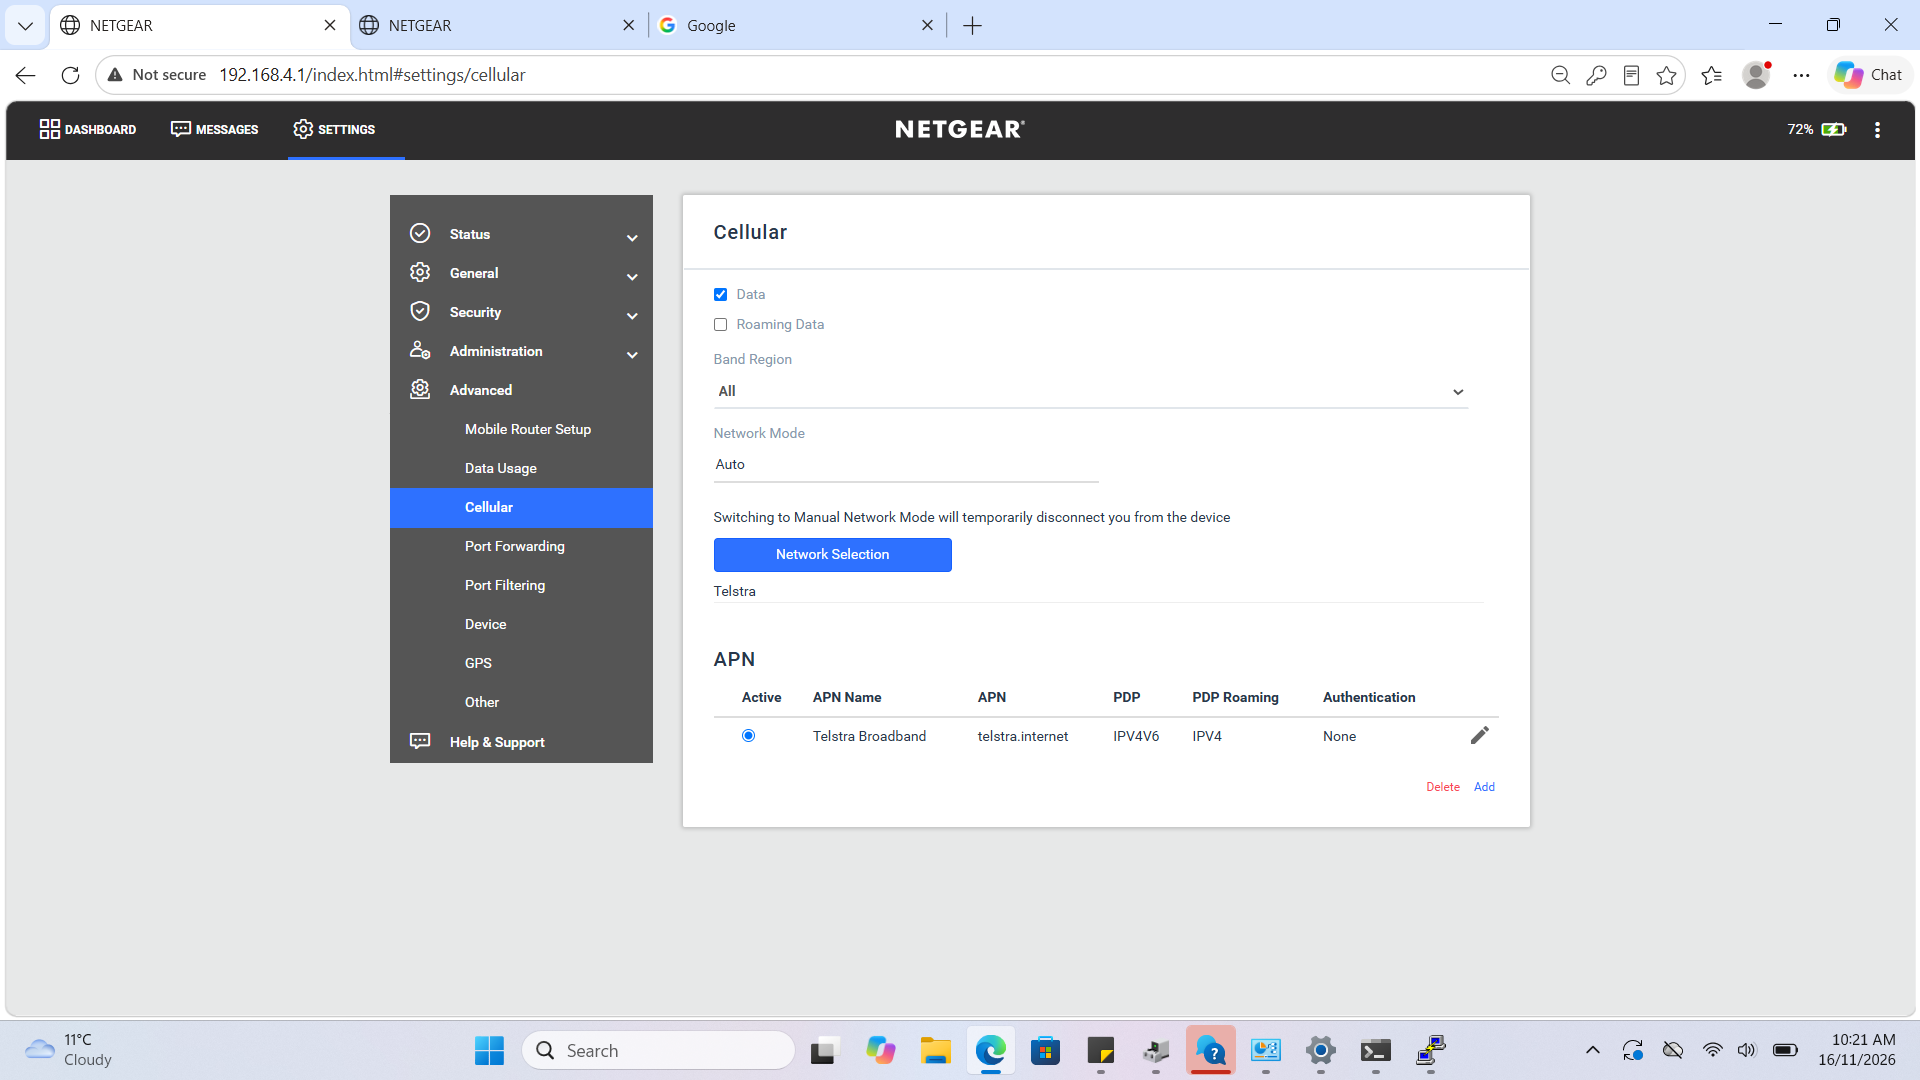 NETGEAR
NETGEAR
Google
Not secure 192.168.4.1/index.html#settings/cellular
Chat
DASHBOARD
MESSAGES
SETTINGS
NETGEAR®
72%
Status
General
Security
Administration
Advanced
Mobile Router Setup
Data Usage
Cellular
Port Forwarding
Port Filtering
Device
GPS
Other
Help & Support
Cellular
Data
Roaming Data
Band Region
All
Network Mode
Auto
Switching to Manual Network Mode will temporarily disconnect you from the device
Network Selection
Telstra
APN
Active APN Name APN PDP PDP Roaming Authentication
Telstra Broadband telstra.internet IPV4V6 IPV4 None
Delete Add
11°C
Cloudy
Search
10:21 AM
16/11/2026